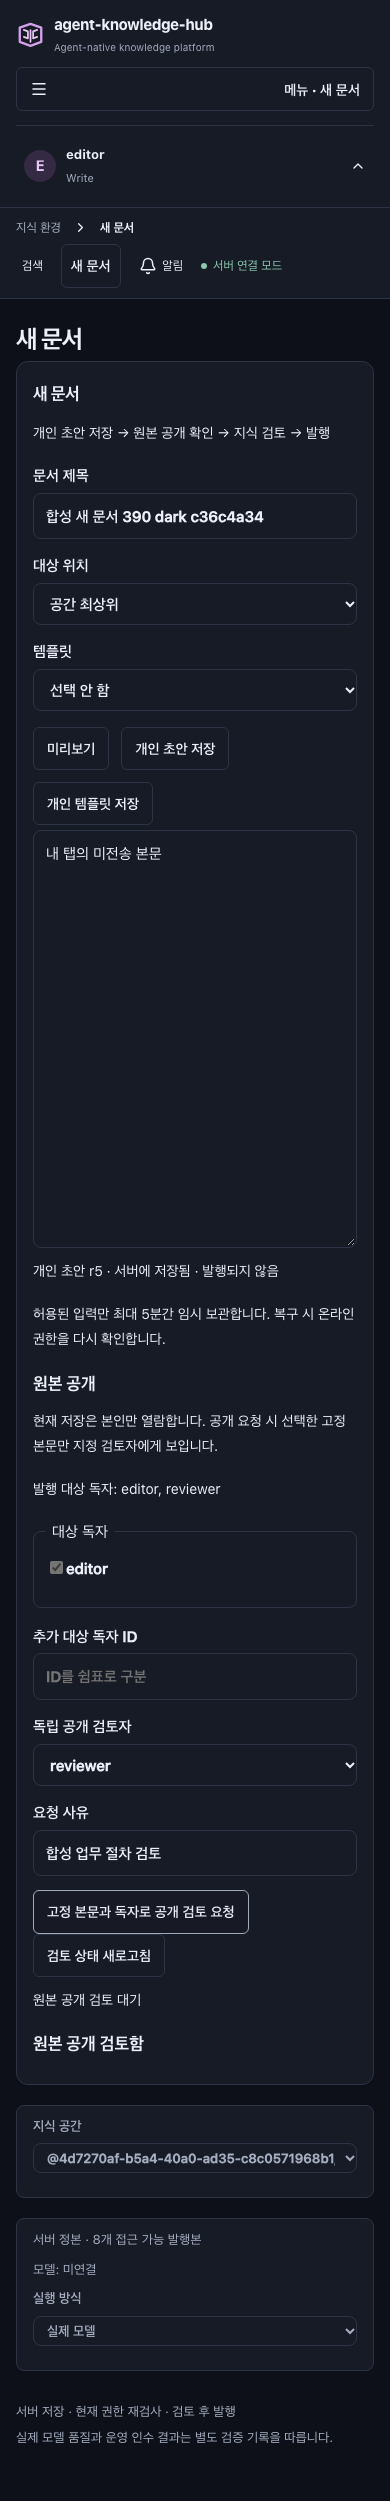 agent-knowledge-hub
Agent-native knowledge platform
메뉴 · 새 문서
E
editor
Write
지식 환경 > 새 문서
검색 새 문서 알림 서버 연결 모드
새 문서
새 문서
개인 초안 저장 → 원본 공개 확인 → 지식 검토 → 발행
문서 제목
합성 새 문서 390 dark c36c4a34
대상 위치
공간 최상위
템플릿
선택 안 함
미리보기 개인 초안 저장
개인 템플릿 저장
내 탭의 미전송 본문
개인 초안 r5 · 서버에 저장됨 · 발행되지 않음
허용된 입력만 최대 5분간 임시 보관합니다. 복구 시 온라인
권한을 다시 확인합니다.
원본 공개
현재 저장은 본인만 열람합니다. 공개 요청 시 선택한 고정
본문만 지정 검토자에게 보입니다.
발행 대상 독자: editor, reviewer
대상 독자
editor
추가 대상 독자 ID
ID를 쉼표로 구분
독립 공개 검토자
reviewer
요청 사유
합성 업무 절차 검토
고정 본문과 독자로 공개 검토 요청
검토 상태 새로고침
원본 공개 검토 대기
원본 공개 검토함
지식 공간
@4d7270af-b5a4-40a0-ad35-c8c0571968b1
서버 정본 · 8개 접근 가능 발행본
모델: 미연결
실행 방식
실제 모델
서버 저장 · 현재 권한 재검사 · 검토 후 발행
실제 모델 품질과 운영 인수 결과는 별도 검증 기록을 따릅니다.